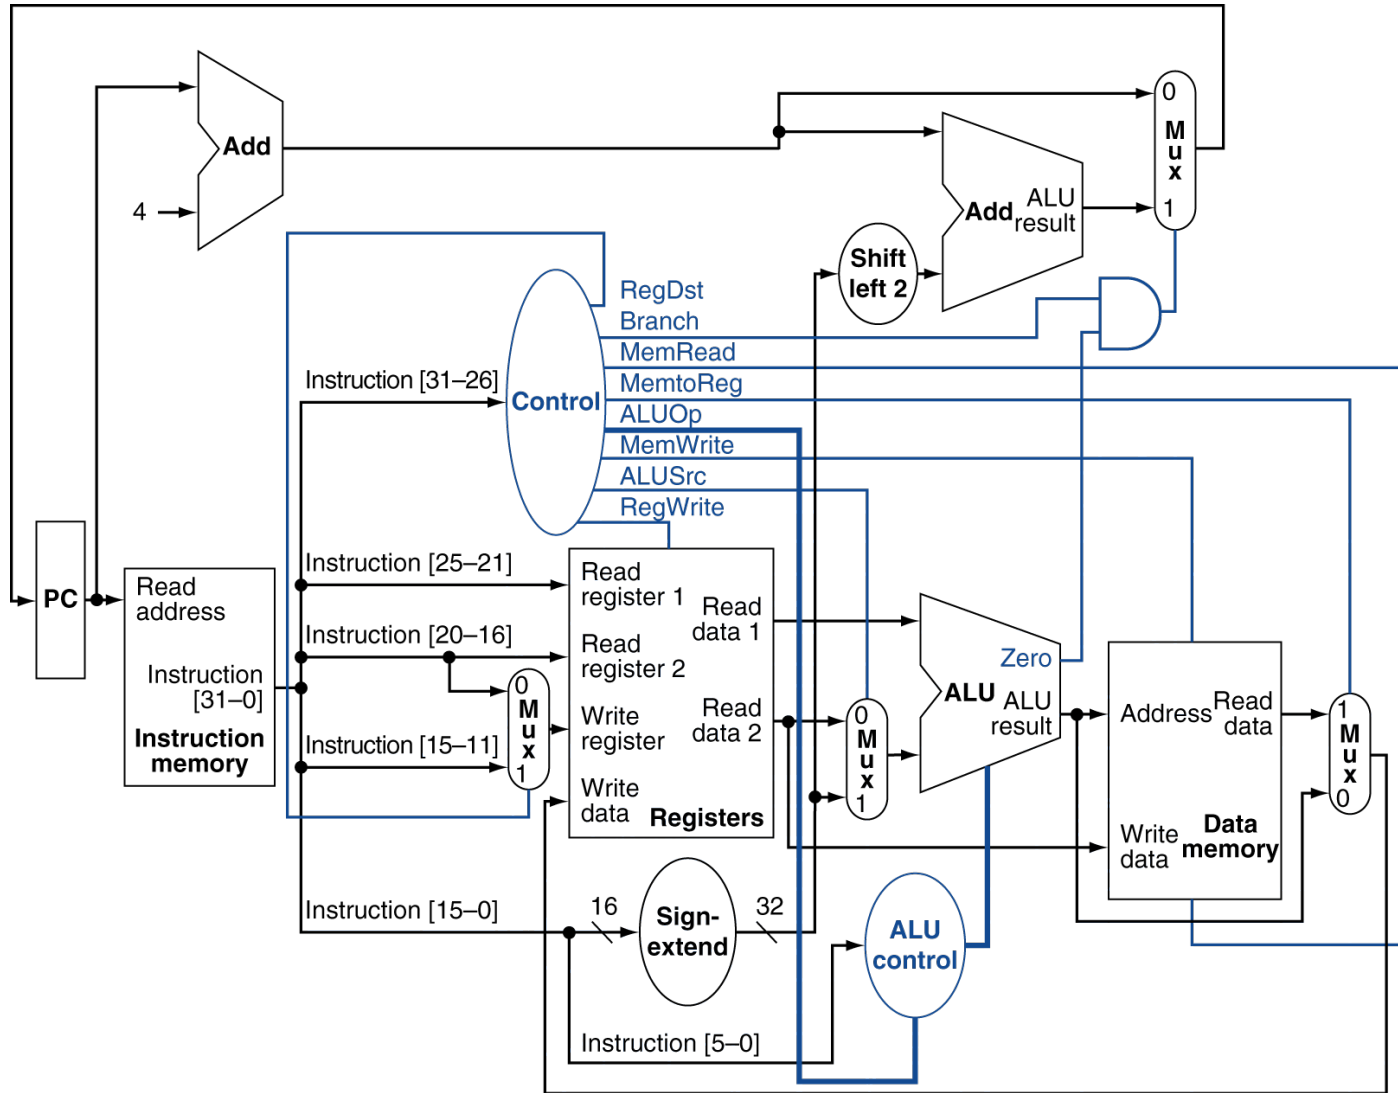 Add
4
0
M
u
x
1
Add
ALU
result
Shift
left 2
RegDst
Branch
MemRead
MemtoReg
ALUOp
MemWrite
ALUSrc
RegWrite
Control
Instruction [31–26]
Instruction [25–21]
Instruction [20–16]
Instruction [15–11]
Instruction [15–0]
Instruction [5–0]
PC
Read
address
Instruction
[31–0]
Instruction
memory
0
M
u
x
1
Read
register 1
Read
register 2
Write
register
Write
data
Read
data 1
Read
data 2
Registers
0
M
u
x
1
Zero
ALU
ALU
result
Address
Read
data
Write
data
Data
memory
1
M
u
x
0
16
Sign-
extend
32
ALU
control